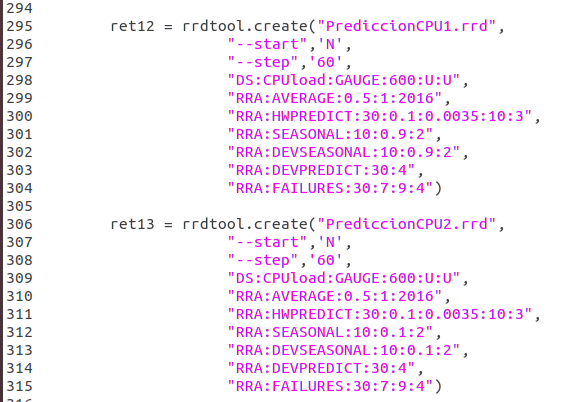 294
295 ret12 = rrdtool.create("PrediccionCPU1.rrd",
296 "--start",'N',
297 "--step",'60',
298 "DS:CPUload:GAUGE:600:U:U",
299 "RRA:AVERAGE:0.5:1:2016",
300 "RRA:HWPREDICT:30:0.1:0.0035:10:3",
301 "RRA:SEASONAL:10:0.9:2",
302 "RRA:DEVSEASONAL:10:0.9:2",
303 "RRA:DEVPREDICT:30:4",
304 "RRA:FAILURES:30:7:9:4")
305
306 ret13 = rrdtool.create("PrediccionCPU2.rrd",
307 "--start",'N',
308 "--step",'60',
309 "DS:CPUload:GAUGE:600:U:U",
310 "RRA:AVERAGE:0.5:1:2016",
311 "RRA:HWPREDICT:30:0.1:0.0035:10:3",
312 "RRA:SEASONAL:10:0.1:2",
313 "RRA:DEVSEASONAL:10:0.1:2",
314 "RRA:DEVPREDICT:30:4",
315 "RRA:FAILURES:30:7:9:4")